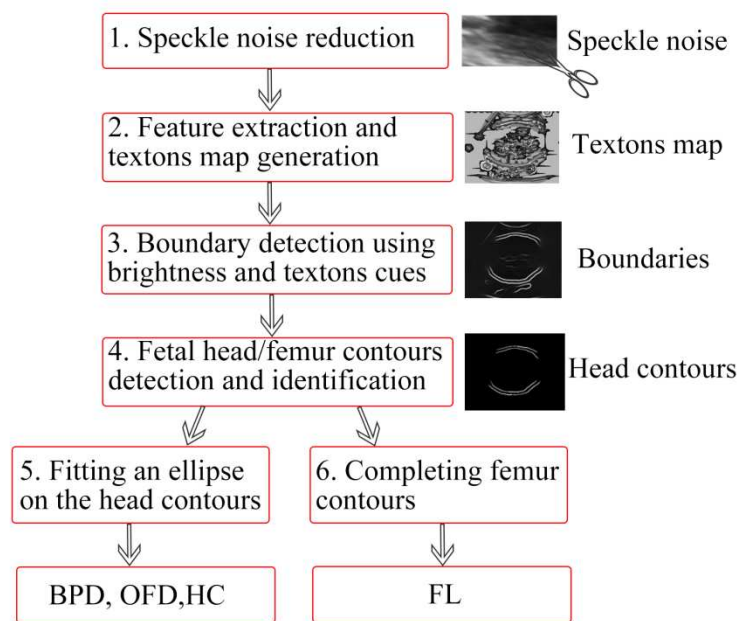 1. Speckle noise reduction
Speckle noise
2. Feature extraction and
textons map generation
Textons map
3. Boundary detection using
brightness and textons cues
Boundaries
4. Fetal head/femur contours
detection and identification
Head contours
5. Fitting an ellipse
on the head contours
6. Completing femur
contours
BPD, OFD,HC
FL